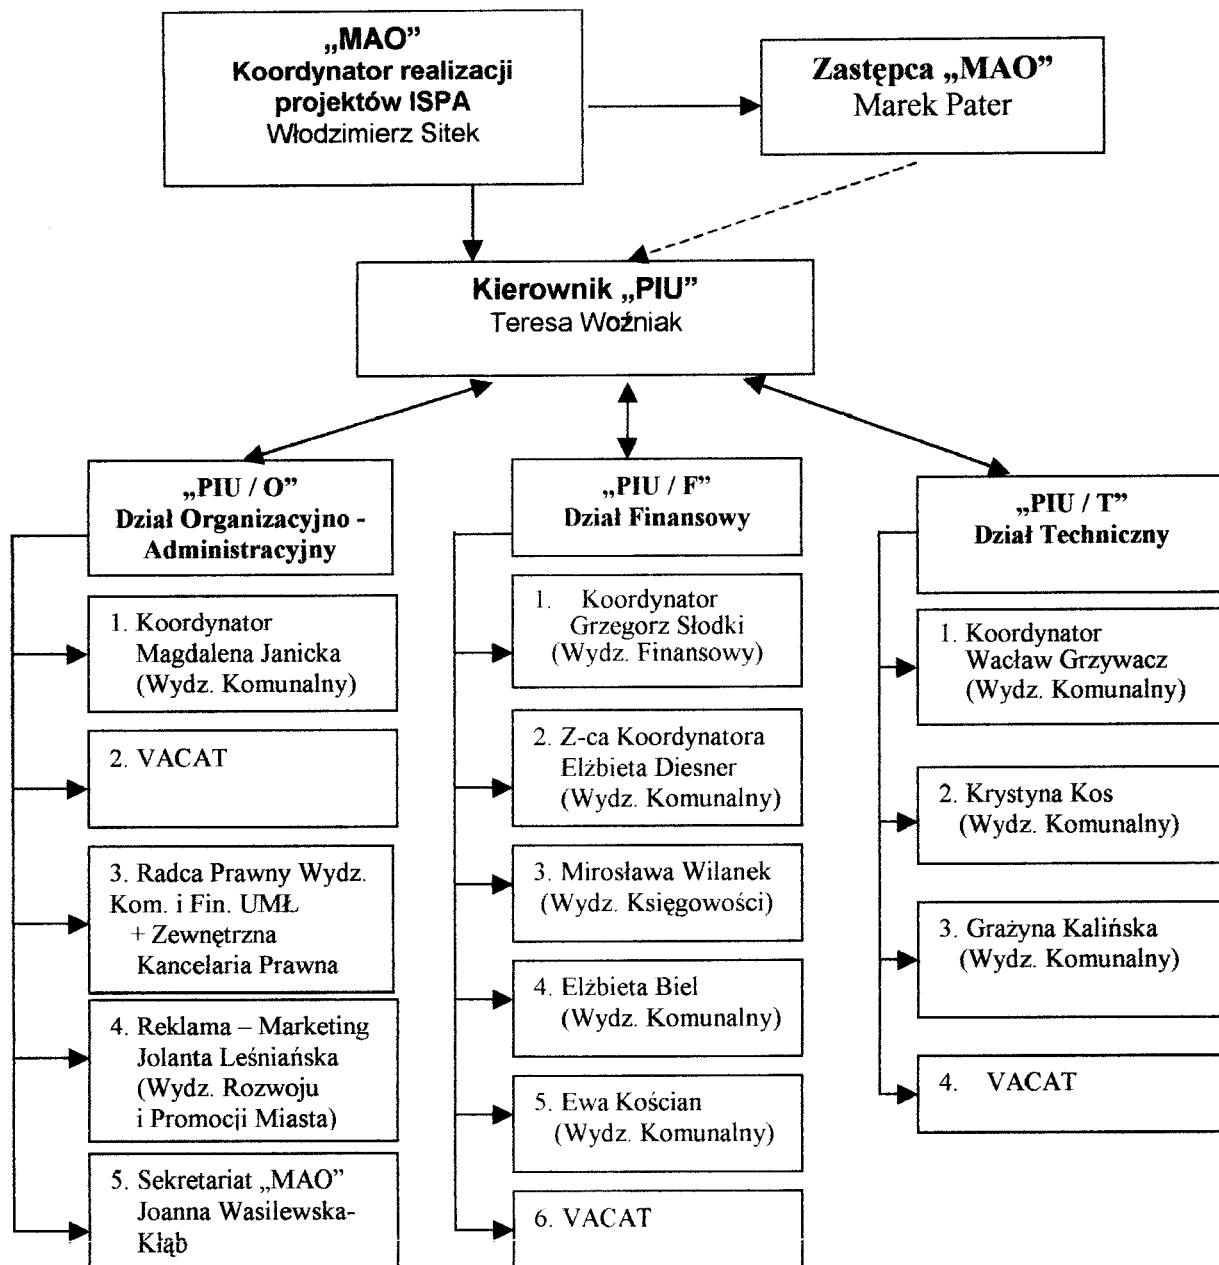 „MAO”
Koordynator realizacji
projektów ISPA
Włodzimierz Sitek
Zastępca „MAO”
Marek Pater
Kierownik „PIU”
Teresa Woźniak
„PIU / O”
Dział Organizacyjno -
Administracyjny
1. Koordynator
Magdalena Janicka
(Wydz. Komunalny)
2. VACAT
3. Radca Prawny Wydz.
Kom. i Fin. UMŁ
+ Zewnętrzna
Kancelaria Prawna
4. Reklama – Marketing
Jolanta Leśniańska
(Wydz. Rozwoju
i Promocji Miasta)
5. Sekretariat „MAO”
Joanna Wasilewska-
Kłąb
„PIU / F”
Dział Finansowy
1. Koordynator
Grzegorz Słodki
(Wydz. Finansowy)
2. Z-ca Koordynatora
Elżbieta Diesner
(Wydz. Komunalny)
3. Mirosława Wilanek
(Wydz. Księgowości)
4. Elżbieta Biel
(Wydz. Komunalny)
5. Ewa Kościan
(Wydz. Komunalny)
6. VACAT
„PIU / T”
Dział Techniczny
1. Koordynator
Wacław Grzywacz
(Wydz. Komunalny)
2. Krystyna Kos
(Wydz. Komunalny)
3. Grażyna Kalińska
(Wydz. Komunalny)
4. VACAT